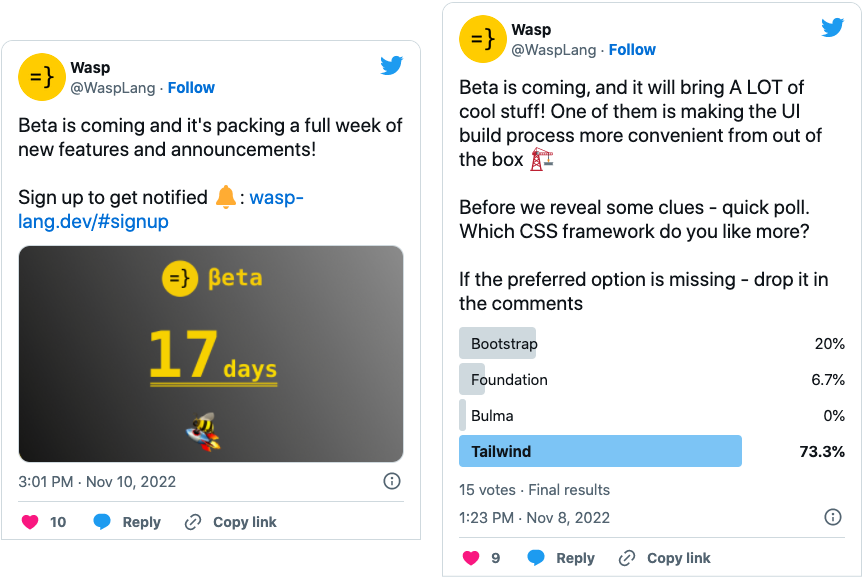 Wasp
@WaspLang · Follow
Beta is coming and it's packing a full week of
new features and announcements!
Sign up to get notified 🔔: wasp-
lang.dev/#signup
=} βeta
17 days
3:01 PM · Nov 10, 2022
10 Reply Copy link
Wasp
@WaspLang · Follow
Beta is coming, and it will bring A LOT of
cool stuff! One of them is making the UI
build process more convenient from out of
the box 🏗️
Before we reveal some clues - quick poll.
Which CSS framework do you like more?
If the preferred option is missing - drop it in
the comments
Bootstrap 20%
Foundation 6.7%
Bulma 0%
Tailwind 73.3%
15 votes · Final results
1:23 PM · Nov 8, 2022
9 Reply Copy link